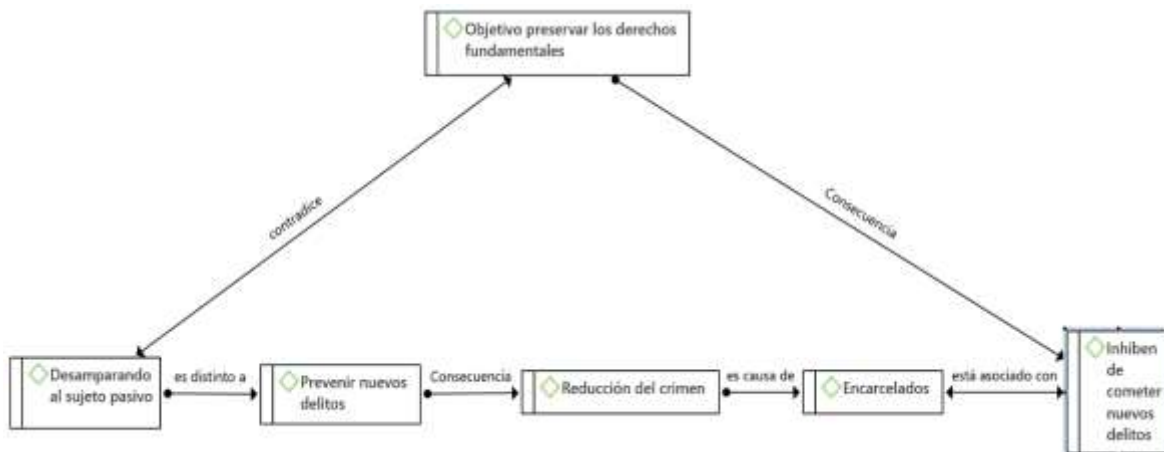 Objetivo preservar los derechos
fundamentales
contradice
Consecuencia
Desamparando
al sujeto pasivo
es distinto a
Prevenir nuevos
delitos
Consecuencia
Reducción del crimen
es causa de
Encarcelados
está asociado con
Inhiben
de
cometer
nuevos
delitos